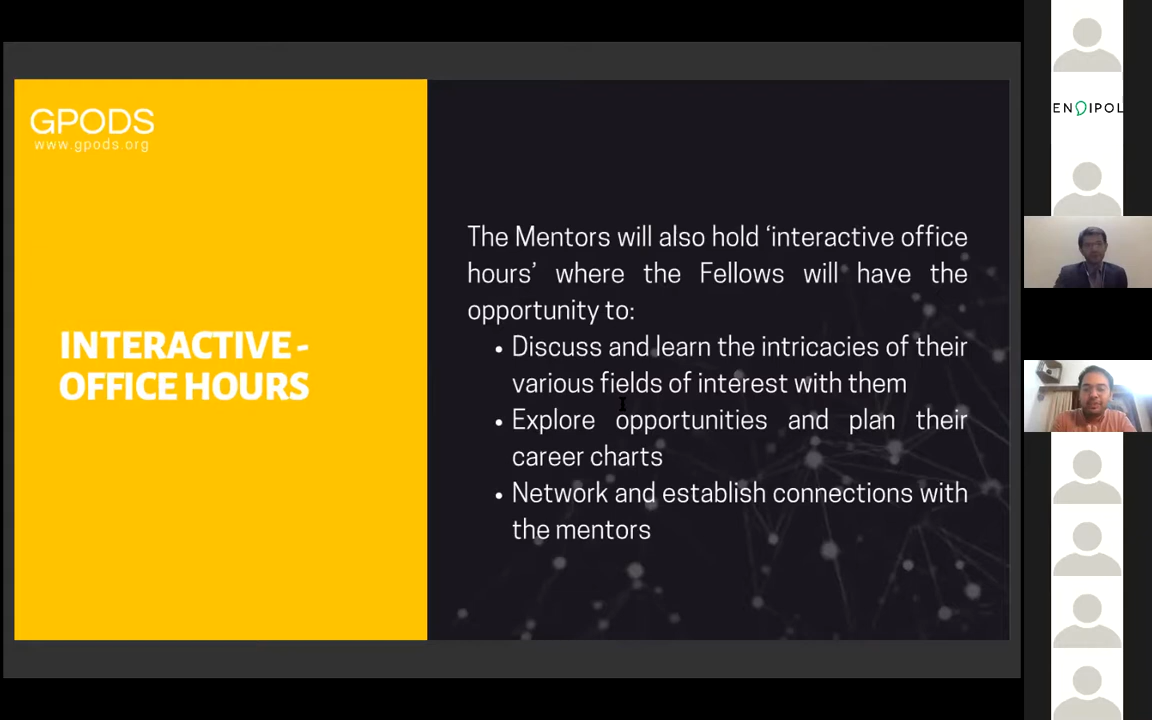 GPODS
www.gpods.org
INTERACTIVE -
OFFICE HOURS
The Mentors will also hold ‘interactive office
hours’ where the Fellows will have the
opportunity to:
• Discuss and learn the intricacies of their
various fields of interest with them
• Explore opportunities and plan their
career charts
• Network and establish connections with
the mentors
ENDIPOL